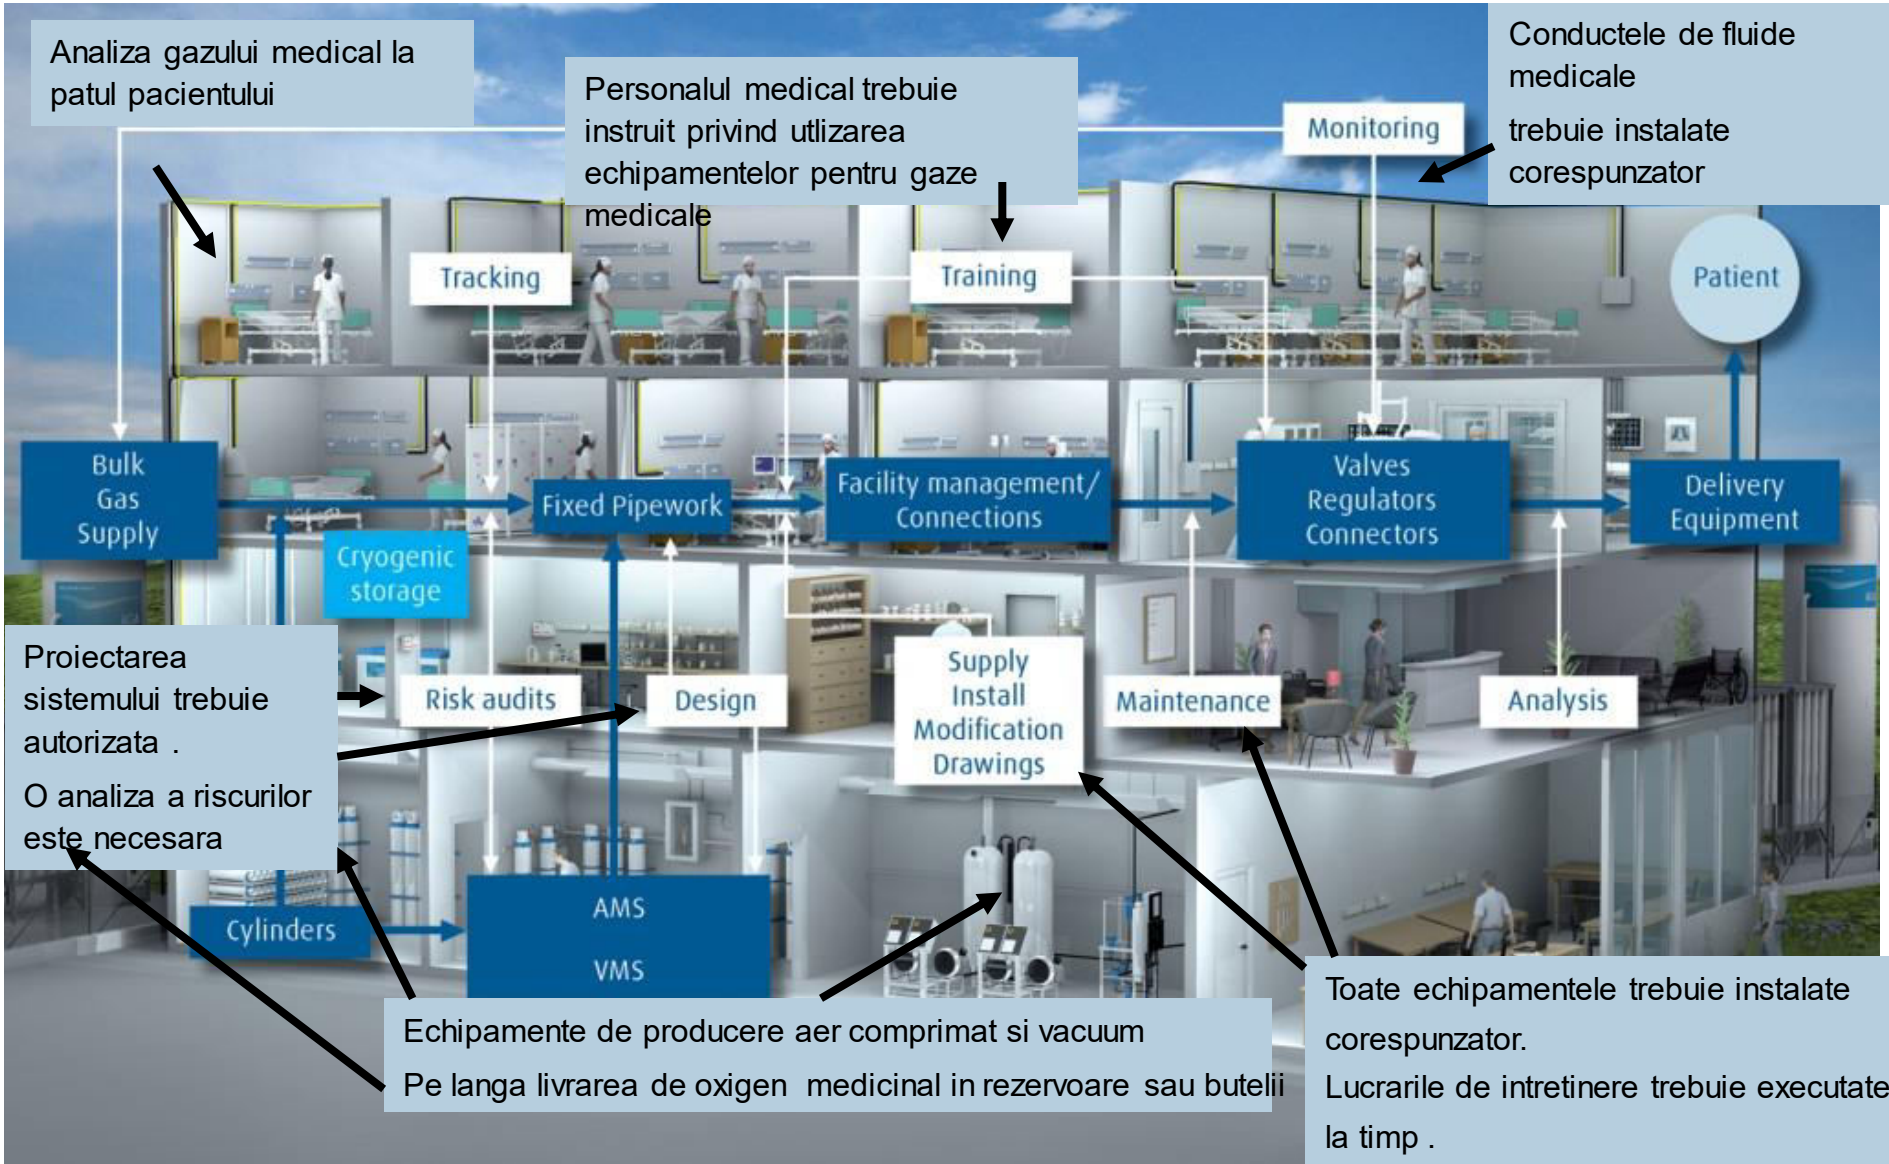 Analiza gazului medical la
patul pacientului
Personalul medical trebuie
instruit privind utlizarea
echipamentelor pentru gaze
medicale
Conductele de fluide
medicale
trebuie instalate
corespunzator
Monitoring
Tracking
Training
Patient
Bulk
Gas
Supply
Fixed Pipework
Facility management/
Connections
Valves
Regulators
Connectors
Delivery
Equipment
Cryogenic
storage
Proiectarea
sistemului trebuie
autorizata .
O analiza a riscurilor
este necesara
Risk audits
Design
Supply
Install
Modification
Drawings
Maintenance
Analysis
Cylinders
AMS
VMS
Echipamente de producere aer comprimat si vacuum
Pe langa livrarea de oxigen medicinal in rezervoare sau butelii
Toate echipamentele trebuie instalate
corespunzator.
Lucrarile de intretinere trebuie executate
la timp .